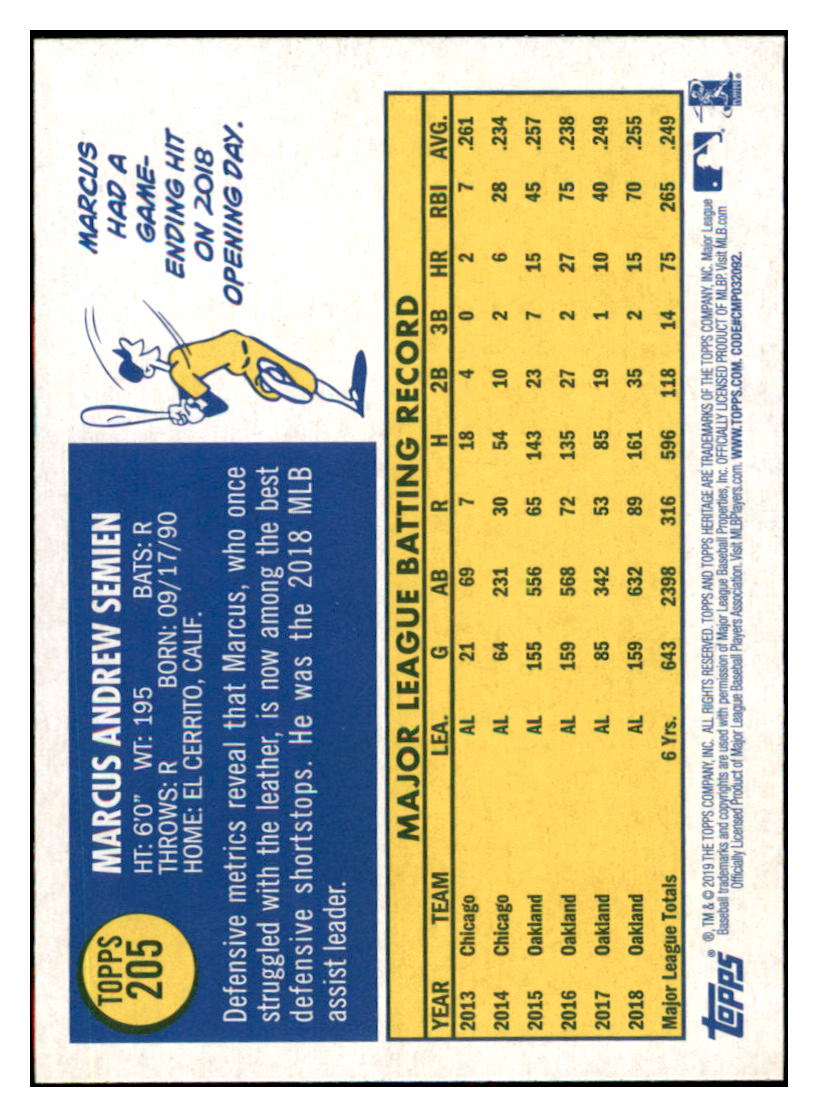 TOPPS
205
MARCUS ANDREW SEMIEN
HT: 6'0" WT: 195 BATS: R
THROWS: R BORN: 09/17/90
HOME: EL CERRITO, CALIF.
Defensive metrics reveal that Marcus, who once
struggled with the leather, is now among the best
defensive shortstops. He was the 2018 MLB
assist leader.
MARCUS
HAD A
GAME-
ENDING HIT
ON 2018
OPENING DAY.
MAJOR LEAGUE BATTING RECORD
YEAR TEAM LEA. G AB R H 2B 3B HR RBI AVG.
2013 Chicago AL 21 69 7 18 4 0 2 7 .261
2014 Chicago AL 64 231 30 54 10 2 6 28 .234
2015 Oakland AL 155 556 65 143 23 7 15 45 .257
2016 Oakland AL 159 568 72 135 27 2 27 75 .238
2017 Oakland AL 85 342 53 85 19 1 10 40 .249
2018 Oakland AL 159 632 89 161 35 2 15 70 .255
Major League Totals 6 Yrs. 643 2398 316 596 118 14 75 265 .249
topps
®, TM & © 2019 THE TOPPS COMPANY, INC. ALL RIGHTS RESERVED. TOPPS AND TOPPS HERITAGE ARE TRADEMARKS OF THE TOPPS COMPANY, INC. Major League
Baseball trademarks and copyrights are used with permission of Major League Baseball Properties, Inc. OFFICIALLY LICENSED PRODUCT OF MLBP. Visit MLB.com
Officially Licensed Product of Major League Baseball Players Association. Visit MLBPlayers.com. WWW.TOPPS.COM. CODE#CMP032092.